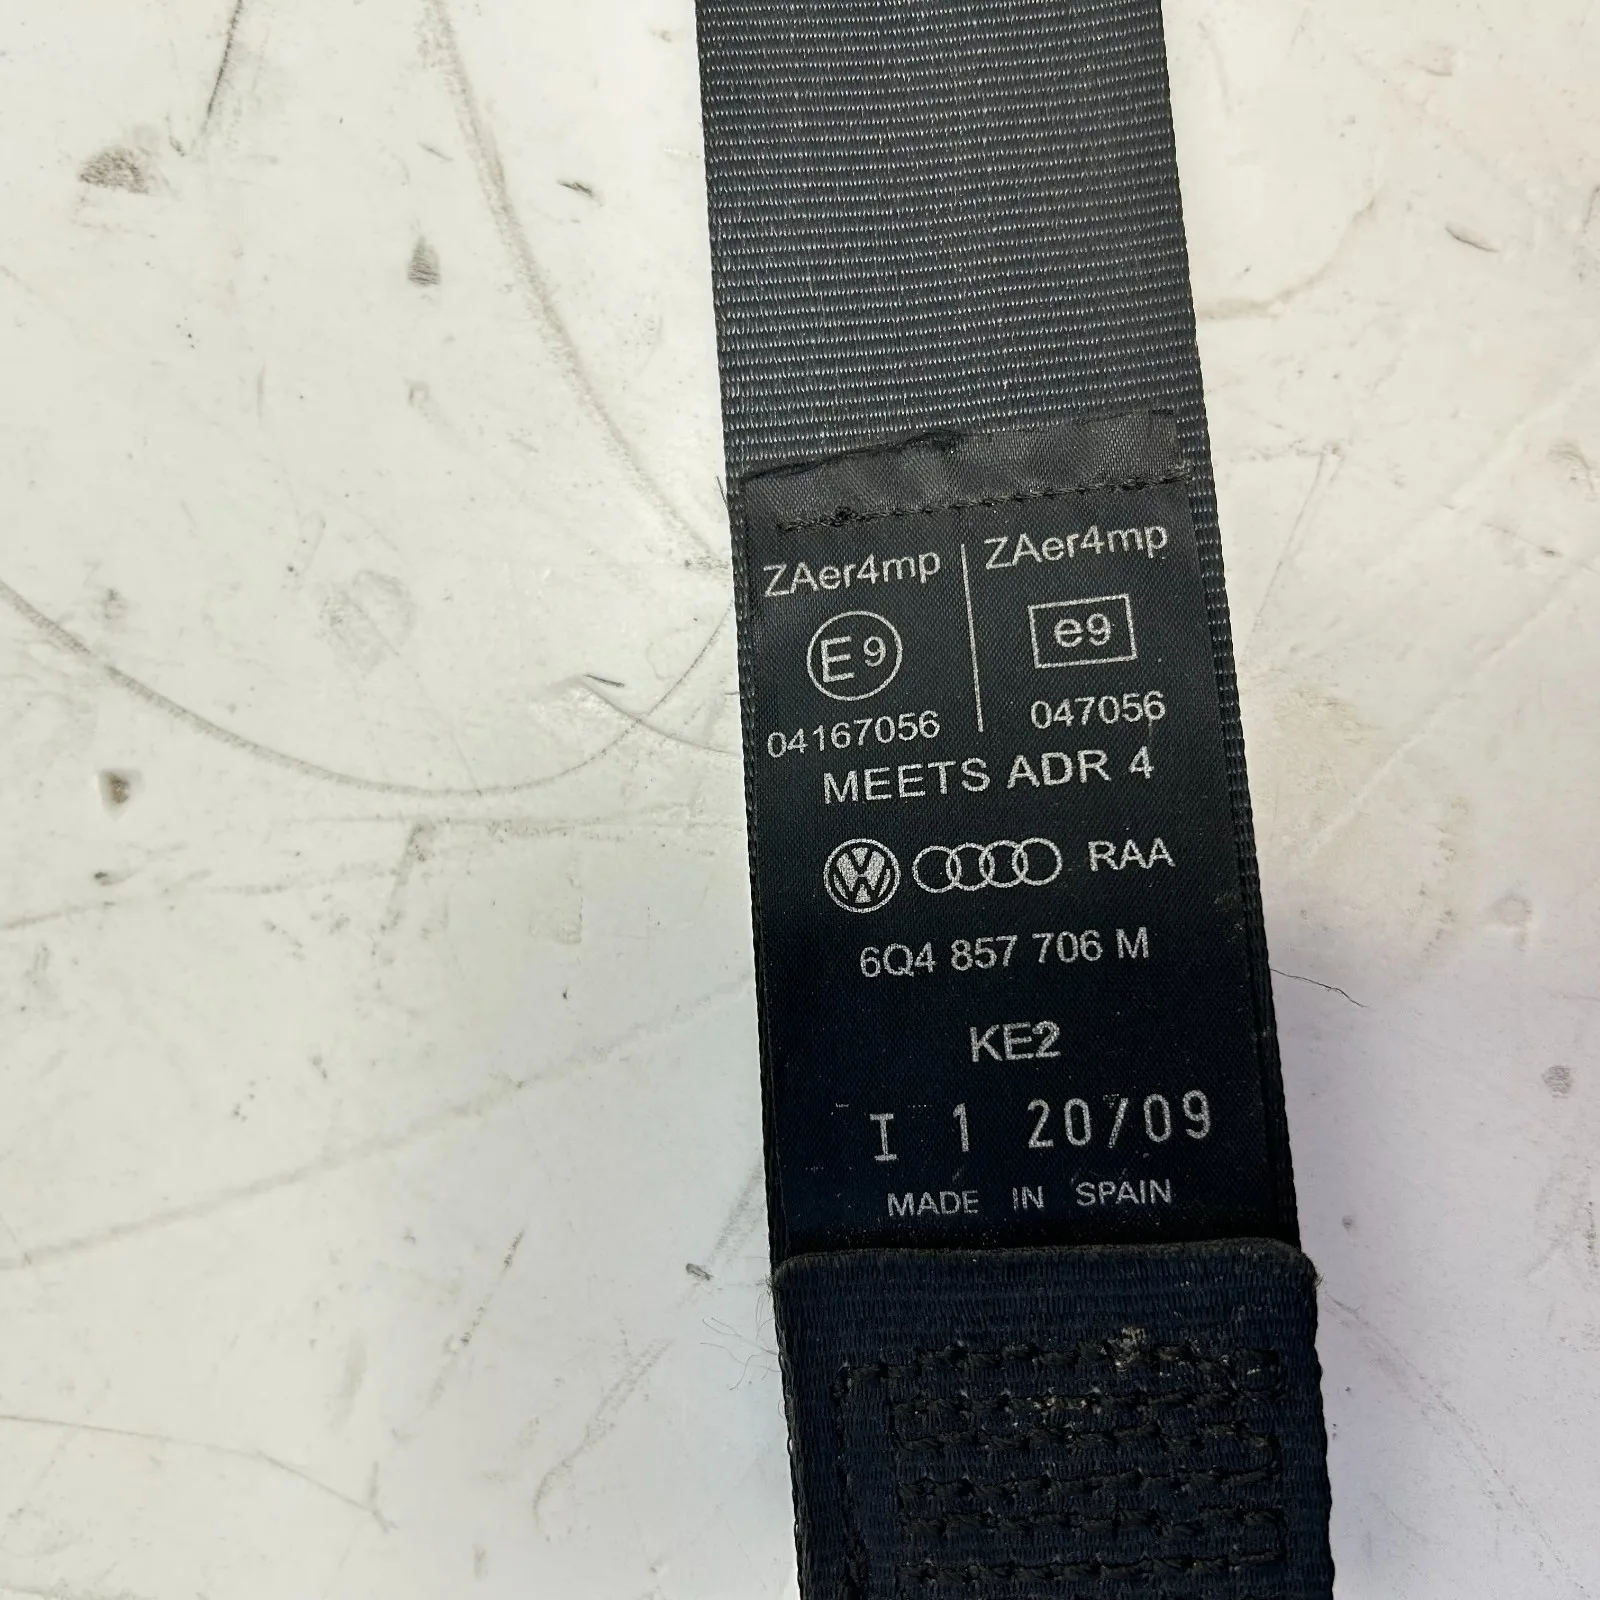 ZAer4mp ZAer4mp
E9 e9
04167056 047056
MEETS ADR 4
RAA
6Q4 857 706 M
KE2
I 1 20/09
MADE IN SPAIN